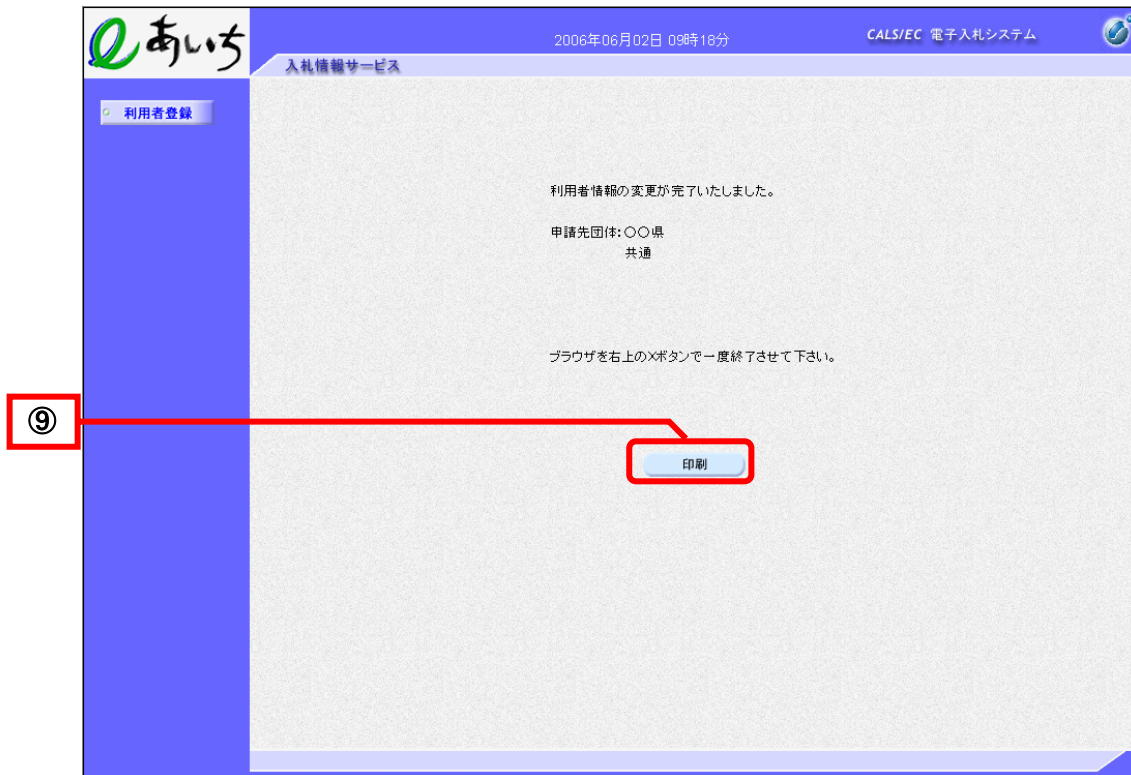 eあいち
2006年06月02日 09時18分
CALS/EC 電子入札システム
入札情報サービス
利用者登録
利用者情報の変更が完了いたしました。
申請先団体:〇〇県
共通
ブラウザを右上の×ボタンで一度終了させて下さい。
⑨
印刷